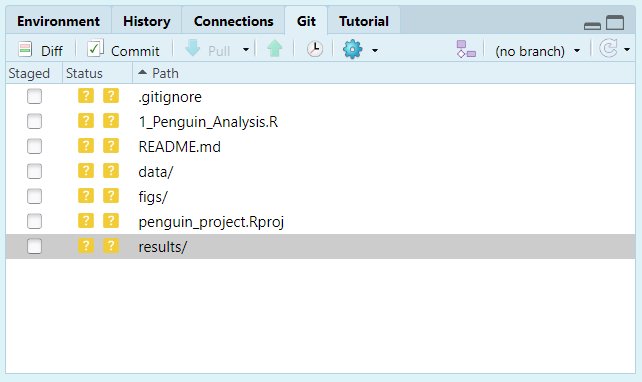 Environment History Connections Git Tutorial
Diff Commit Pull (no branch)
Staged Status Path
? ? .gitignore
? ? 1_Penguin_Analysis.R
? ? README.md
? ? data/
? ? figs/
? ? penguin_project.Rproj
? ? results/